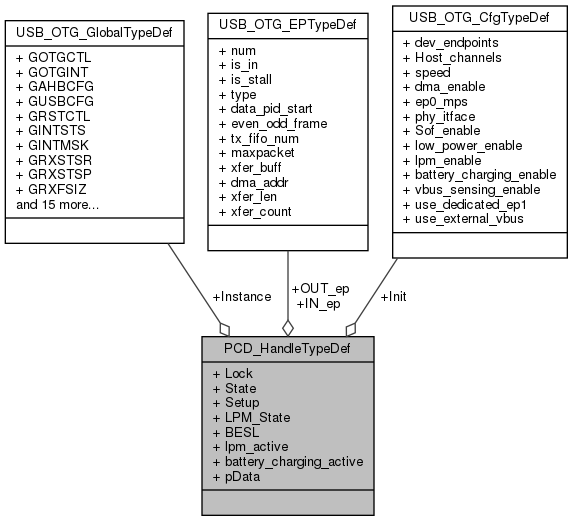 USB_OTG_GlobalTypeDef
+ GOTGCTL
+ GOTGINT
+ GAHBCFG
+ GUSBCFG
+ GRSTCTL
+ GINTSTS
+ GINTMSK
+ GRXSTSR
+ GRXSTSP
+ GRXFSIZ
and 15 more...
USB_OTG_EPTypeDef
+ num
+ is_in
+ is_stall
+ type
+ data_pid_start
+ even_odd_frame
+ tx_fifo_num
+ maxpacket
+ xfer_buff
+ dma_addr
+ xfer_len
+ xfer_count
USB_OTG_CfgTypeDef
+ dev_endpoints
+ Host_channels
+ speed
+ dma_enable
+ ep0_mps
+ phy_itface
+ Sof_enable
+ low_power_enable
+ lpm_enable
+ battery_charging_enable
+ vbus_sensing_enable
+ use_dedicated_ep1
+ use_external_vbus
+Instance
+OUT_ep
+IN_ep
+Init
PCD_HandleTypeDef
+ Lock
+ State
+ Setup
+ LPM_State
+ BESL
+ lpm_active
+ battery_charging_active
+ pData